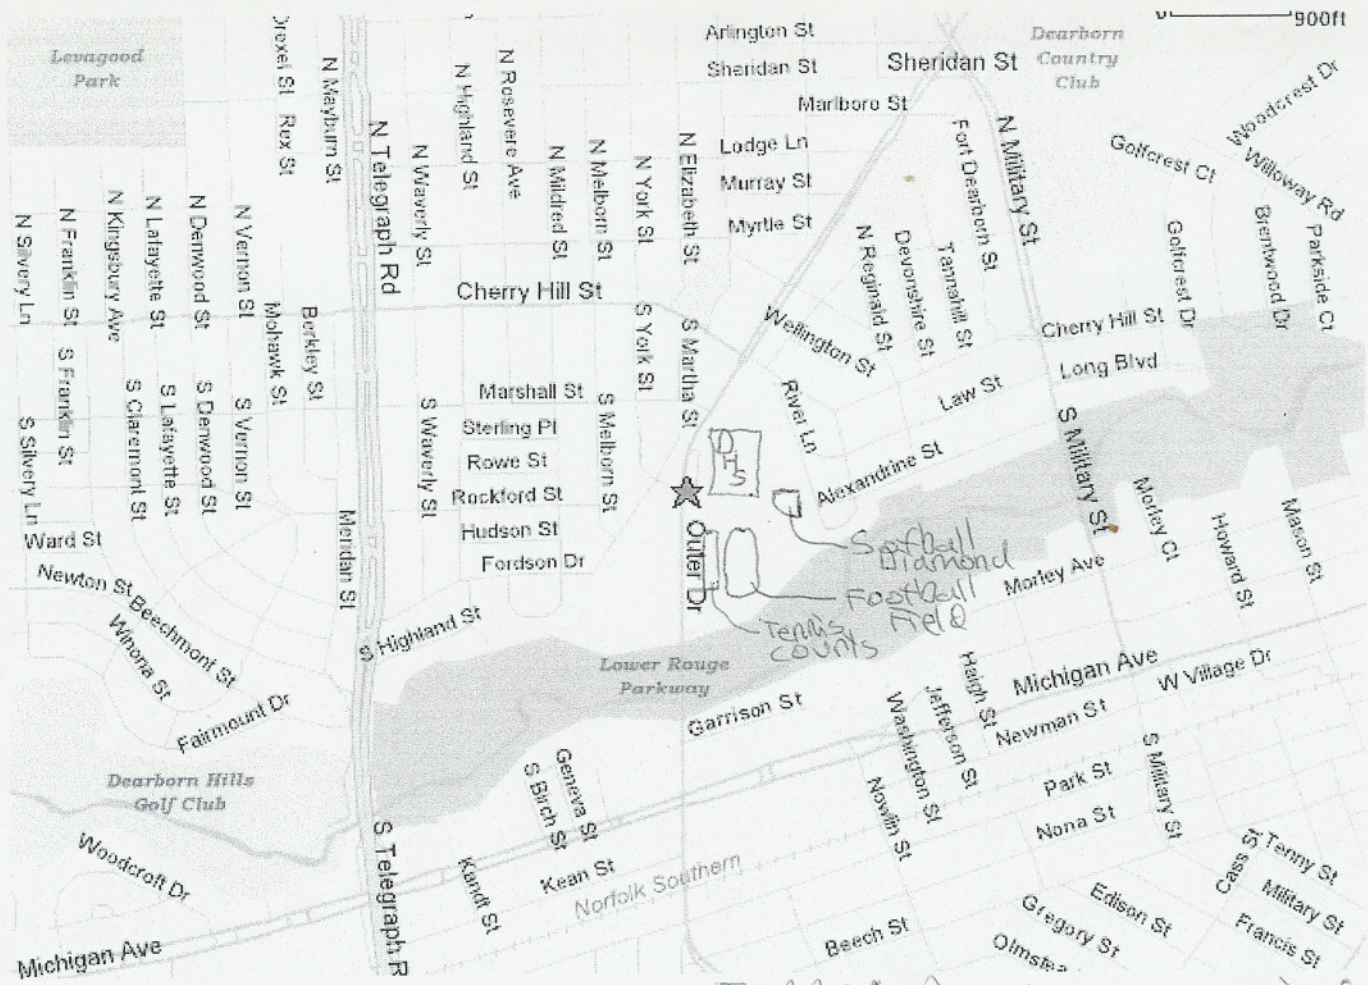 900ft
Arlington St
Sheridan St
Sheridan St
Dearborn
Country
Club
Levagood
Park
Drexel St
Rex St
N Mayburn St
N Highland St
N Rosevere Ave
Marlboro St
Woodcrest Dr
N Telegraph Rd
N Waverly St
N Mildred St
N Melborn St
N York St
N Elizabeth St
Lodge Ln
Murray St
Myrtle St
Fort Dearborn St
N Military St
Golfcrest Ct
Willoway Rd
N Silvery Ln
N Franklin St
N Kingsbury Ave
N Lafayette St
N Denwood St
N Vernon St
N Reginald St
Devonshire St
Tannahill St
Golfcrest Dr
Brentwood Dr
Parkside Ct
Cherry Hill St
Mohawk St
Berkley St
S York St
S Martha St
Wellington St
Cherry Hill St
Long Blvd
S Franklin St
S Claremont St
S Lafayette St
S Denwood St
S Vernon St
Marshall St
Sterling Pl
Rowe St
Rockford St
Hudson St
Fordson Dr
S Waverly St
S Melborn St
River Ln
Law St
S Military St
DHS
Alexandrine St
S Silvery Ln
Ward St
Meridan St
Outer Dr
Softball
Diamond
Football
Field
Tennis
Courts
Morley Ave
Morley Ct
Howard St
Mason St
Newton St
Beechmont St
Winona St
Fairmount Dr
S Highland St
Lower Rouge
Parkway
Garrison St
Haigh St
Michigan Ave
W Village Dr
Jefferson St
Washington St
Newman St
Dearborn Hills
Golf Club
Geneva St
S Birch St
Park St
S Military St
Nowlin St
Nona St
Woodcroft Dr
S Telegraph R
Kandt St
Kean St
Norfolk Southern
Cass St
Tenny St
Military St
Francis St
Edison St
Gregory St
Beech St
Michigan Ave